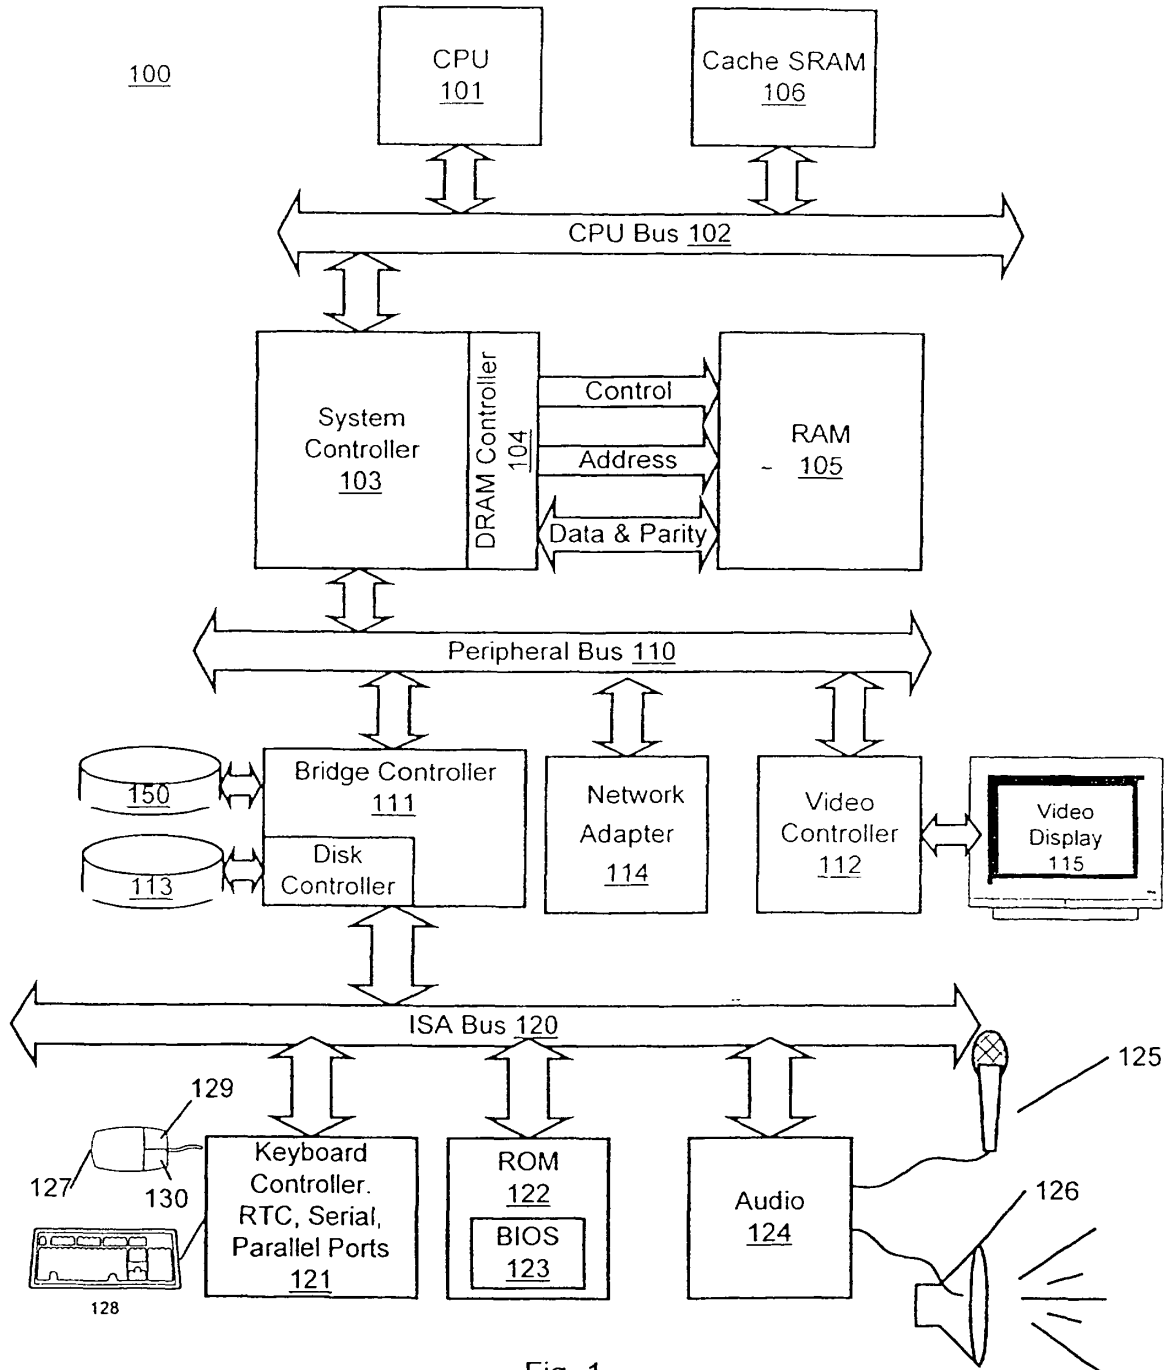 100
CPU
101
Cache SRAM
106
CPU Bus 102
System
Controller
103
DRAM Controller
104
Control
Address
Data & Parity
RAM
105
Peripheral Bus 110
150
113
Bridge Controller
111
Disk
Controller
Network
Adapter
114
Video
Controller
112
Video
Display
115
ISA Bus 120
125
129
127
130
128
Keyboard
Controller.
RTC, Serial,
Parallel Ports
121
ROM
122
BIOS
123
Audio
124
126
Fig. 1